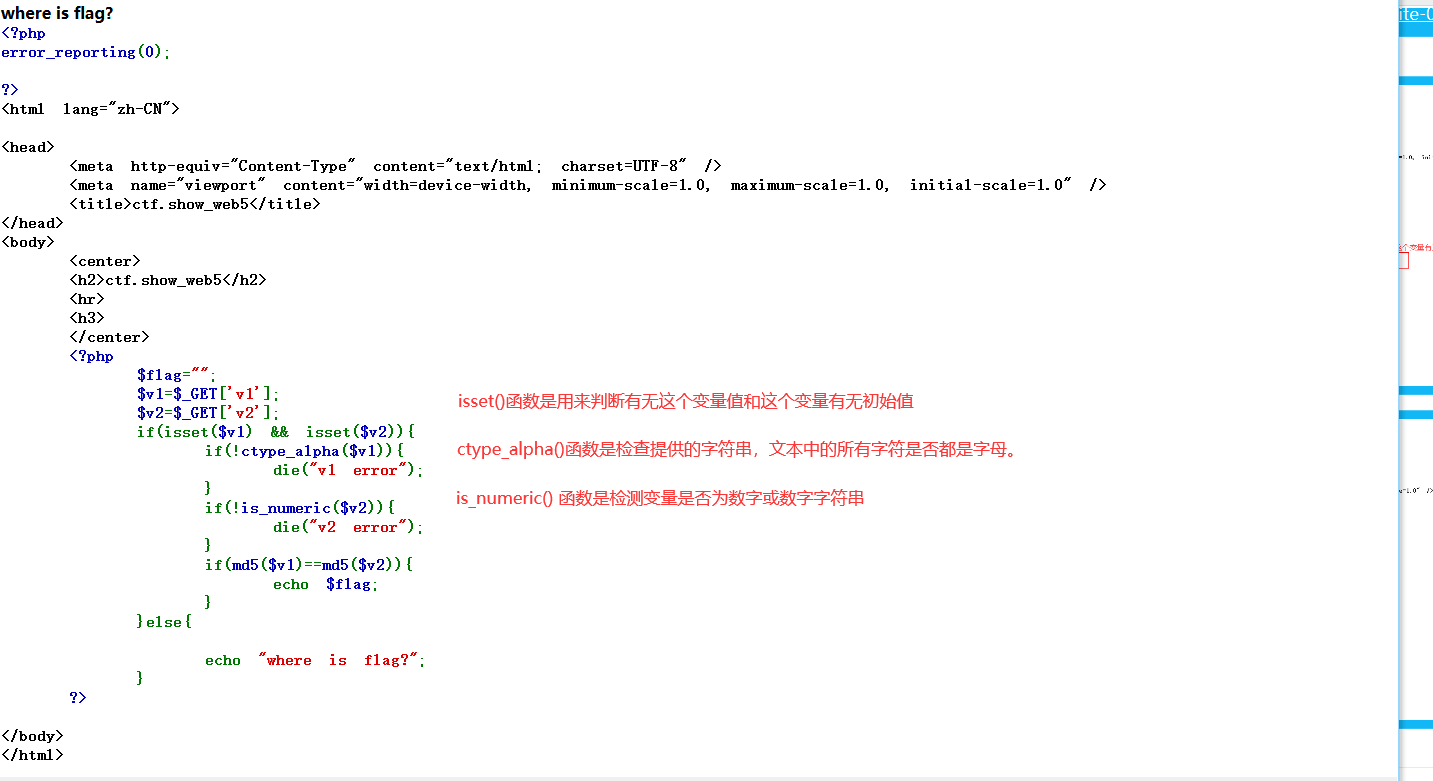 where is flag?
<?php
error_reporting(0);
?>
<html lang="zh-CN">
<head>
<meta http-equiv="Content-Type" content="text/html; charset=UTF-8" />
<meta name="viewport" content="width=device-width, minimum-scale=1.0, maximum-scale=1.0, initial-scale=1.0" />
<title>ctf.show_web5</title>
</head>
<body>
<center>
<h2>ctf.show_web5</h2>
<hr>
<h3>
</center>
<?php
$flag="";
$v1=$_GET['v1'];
$v2=$_GET['v2'];
isset()函数是用来判断有无这个变量值和这个变量有无初始值
if(isset($v1) && isset($v2)){
if(!ctype_alpha($v1)){
ctype_alpha()函数是检查提供的字符串，文本中的所有字符是否都是字母。
die("v1 error");
}
is_numeric() 函数是检测变量是否为数字或数字字符串
if(!is_numeric($v2)){
die("v2 error");
}
if(md5($v1)==md5($v2)){
echo $flag;
}
}else{
echo "where is flag?";
}
?>
</body>
</html>